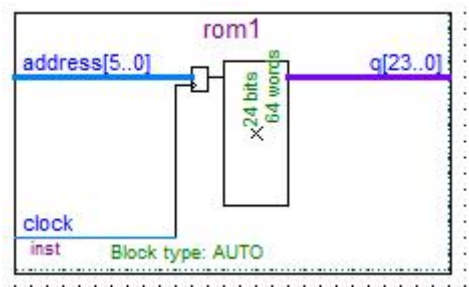 rom1
address[5..0]
q[23..0]
24 bits
64 words
clock
inst
Block type: AUTO